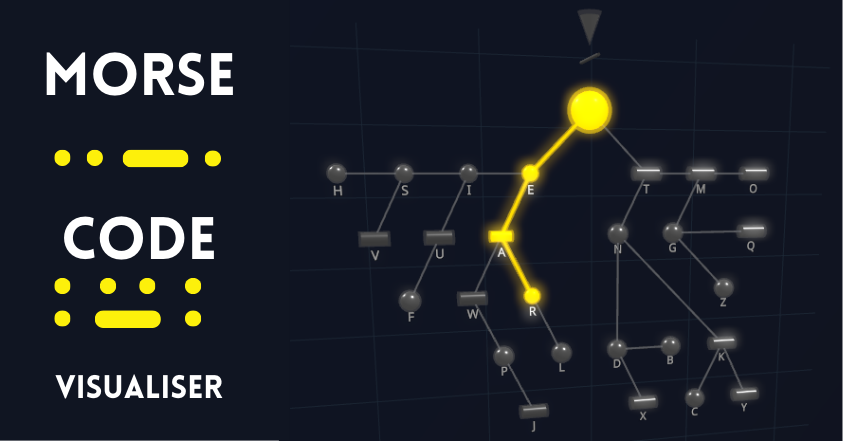 MORSE
CODE
VISUALISER
H S I E T M O
V U A N G Q
F W R Z
P L D B K
J X C Y